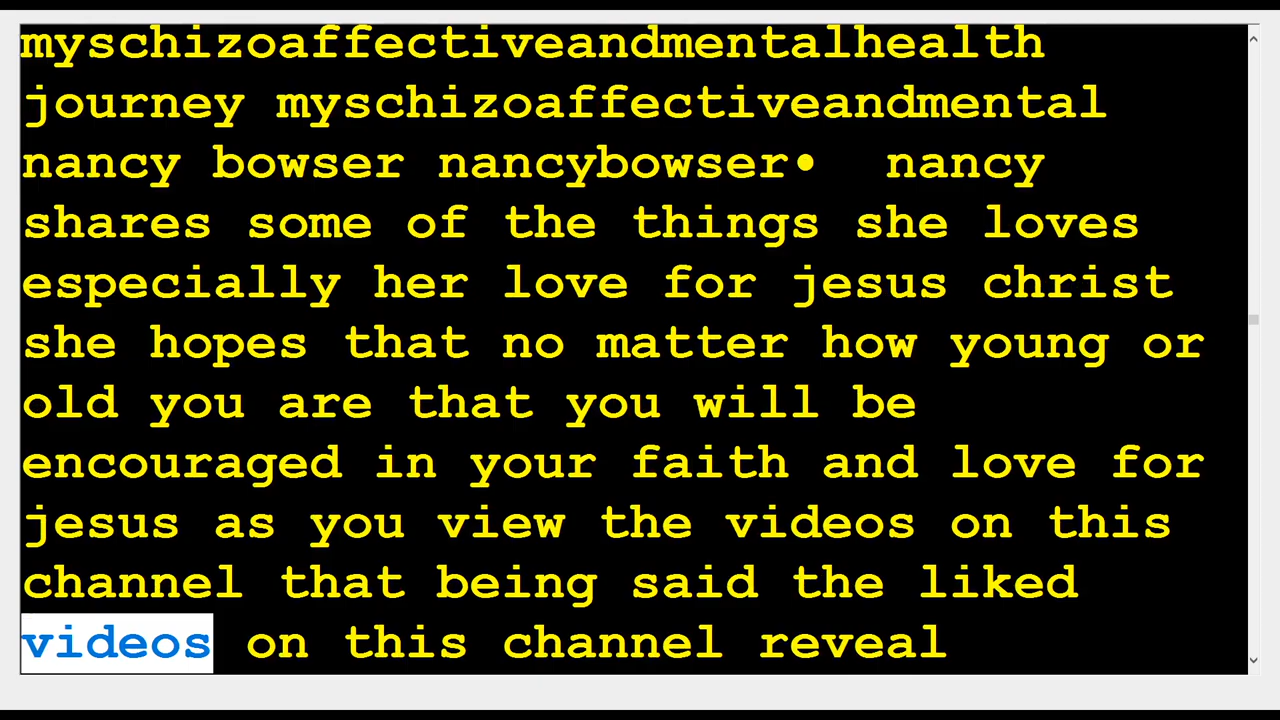 myschizoaffectiveandmentalhealth
journey myschizoaffectiveandmental
nancy bowser nancybowser•  nancy
shares some of the things she loves
especially her love for jesus christ
she hopes that no matter how young or
old you are that you will be
encouraged in your faith and love for
jesus as you view the videos on this
channel that being said the liked
videos on this channel reveal